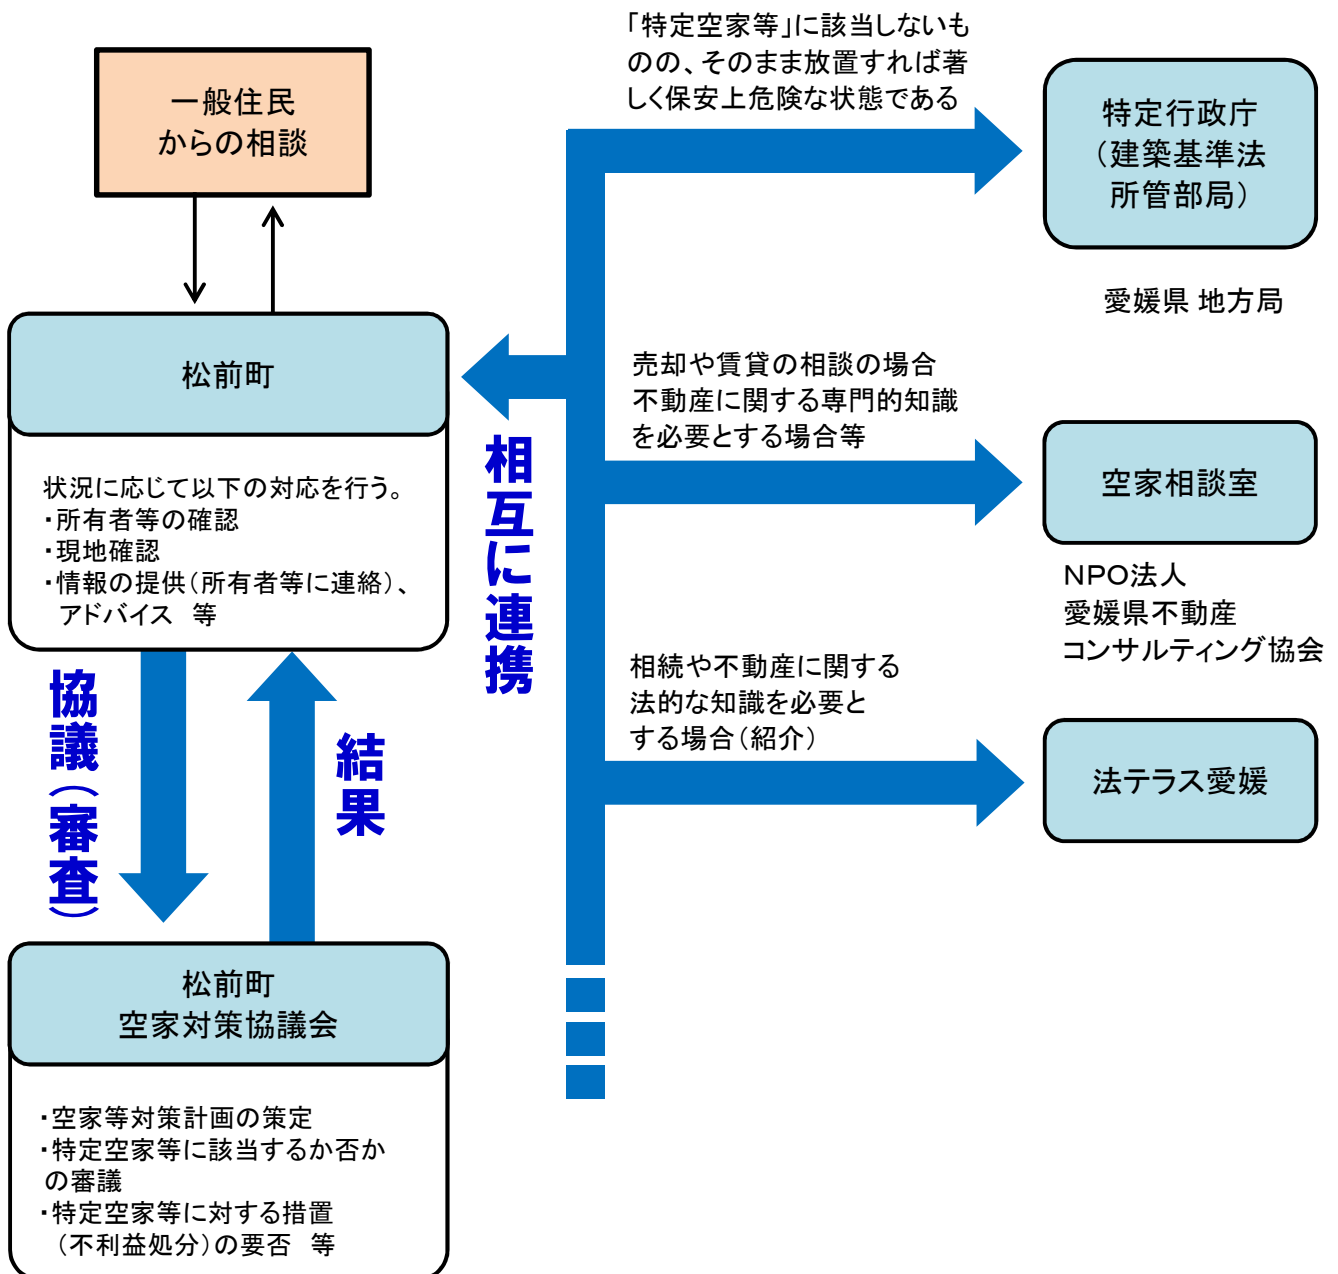 一般住民
からの相談
松前町
状況に応じて以下の対応を行う。
・所有者等の確認
・現地確認
・情報の提供（所有者等に連絡）、
アドバイス　等
協議（審査）
結果
松前町
空家対策協議会
・空家等対策計画の策定
・特定空家等に該当するか否か
の審議
・特定空家等に対する措置
（不利益処分）の要否　等
相互に連携
「特定空家等」に該当しないも
のの、そのまま放置すれば著
しく保安上危険な状態である
特定行政庁
（建築基準法
所管部局）
愛媛県 地方局
売却や賃貸の相談の場合
不動産に関する専門的知識
を必要とする場合等
空家相談室
ＮＰＯ法人
愛媛県不動産
コンサルティング協会
相続や不動産に関する
法的な知識を必要と
する場合（紹介）
法テラス愛媛